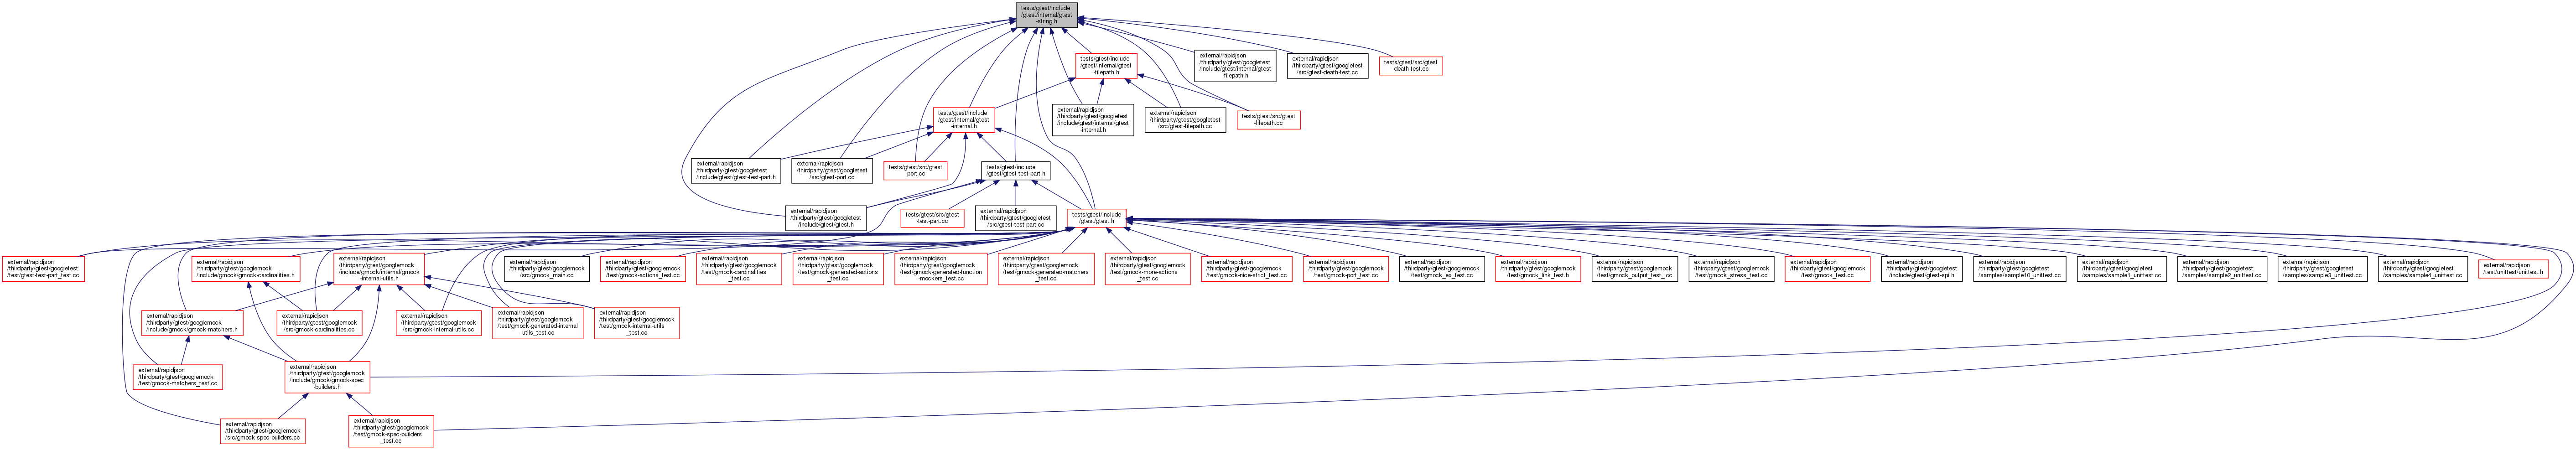 tests/gtest/include
/gtest/internal/gtest
-string.h
tests/gtest/include
/gtest/internal/gtest
-filepath.h
external/rapidjson
/thirdparty/gtest/googletest
/include/gtest/internal/gtest
-filepath.h
external/rapidjson
/thirdparty/gtest/googletest
/src/gtest-death-test.cc
tests/gtest/src/gtest
-death-test.cc
tests/gtest/include
/gtest/internal/gtest
-internal.h
external/rapidjson
/thirdparty/gtest/googletest
/include/gtest/internal/gtest
-internal.h
external/rapidjson
/thirdparty/gtest/googletest
/src/gtest-filepath.cc
tests/gtest/src/gtest
-filepath.cc
external/rapidjson
/thirdparty/gtest/googletest
/include/gtest/gtest-test-part.h
external/rapidjson
/thirdparty/gtest/googletest
/src/gtest-port.cc
tests/gtest/src/gtest
-port.cc
tests/gtest/include
/gtest/gtest-test-part.h
external/rapidjson
/thirdparty/gtest/googletest
/include/gtest/gtest.h
tests/gtest/src/gtest
-test-part.cc
external/rapidjson
/thirdparty/gtest/googletest
/src/gtest-test-part.cc
tests/gtest/include
/gtest/gtest.h
external/rapidjson
/thirdparty/gtest/googletest
/test/gtest-test-part_test.cc
external/rapidjson
/thirdparty/gtest/googlemock
/include/gmock/gmock-cardinalities.h
external/rapidjson
/thirdparty/gtest/googlemock
/include/gmock/internal/gmock
-internal-utils.h
external/rapidjson
/thirdparty/gtest/googlemock
/src/gmock_main.cc
external/rapidjson
/thirdparty/gtest/googlemock
/test/gmock-actions_test.cc
external/rapidjson
/thirdparty/gtest/googlemock
/test/gmock-cardinalities
_test.cc
external/rapidjson
/thirdparty/gtest/googlemock
/test/gmock-generated-actions
_test.cc
external/rapidjson
/thirdparty/gtest/googlemock
/test/gmock-generated-function
-mockers_test.cc
external/rapidjson
/thirdparty/gtest/googlemock
/test/gmock-generated-matchers
_test.cc
external/rapidjson
/thirdparty/gtest/googlemock
/test/gmock-more-actions
_test.cc
external/rapidjson
/thirdparty/gtest/googlemock
/test/gmock-nice-strict_test.cc
external/rapidjson
/thirdparty/gtest/googlemock
/test/gmock-port_test.cc
external/rapidjson
/thirdparty/gtest/googlemock
/test/gmock_ex_test.cc
external/rapidjson
/thirdparty/gtest/googlemock
/test/gmock_link_test.h
external/rapidjson
/thirdparty/gtest/googlemock
/test/gmock_output_test_.cc
external/rapidjson
/thirdparty/gtest/googlemock
/test/gmock_stress_test.cc
external/rapidjson
/thirdparty/gtest/googlemock
/test/gmock_test.cc
external/rapidjson
/thirdparty/gtest/googletest
/include/gtest/gtest-spi.h
external/rapidjson
/thirdparty/gtest/googletest
/samples/sample10_unittest.cc
external/rapidjson
/thirdparty/gtest/googletest
/samples/sample1_unittest.cc
external/rapidjson
/thirdparty/gtest/googletest
/samples/sample2_unittest.cc
external/rapidjson
/thirdparty/gtest/googletest
/samples/sample3_unittest.cc
external/rapidjson
/thirdparty/gtest/googletest
/samples/sample4_unittest.cc
external/rapidjson
/test/unittest/unittest.h
external/rapidjson
/thirdparty/gtest/googlemock
/include/gmock/gmock-matchers.h
external/rapidjson
/thirdparty/gtest/googlemock
/src/gmock-cardinalities.cc
external/rapidjson
/thirdparty/gtest/googlemock
/src/gmock-internal-utils.cc
external/rapidjson
/thirdparty/gtest/googlemock
/test/gmock-generated-internal
-utils_test.cc
external/rapidjson
/thirdparty/gtest/googlemock
/test/gmock-internal-utils
_test.cc
external/rapidjson
/thirdparty/gtest/googlemock
/test/gmock-matchers_test.cc
external/rapidjson
/thirdparty/gtest/googlemock
/include/gmock/gmock-spec
-builders.h
external/rapidjson
/thirdparty/gtest/googlemock
/src/gmock-spec-builders.cc
external/rapidjson
/thirdparty/gtest/googlemock
/test/gmock-spec-builders
_test.cc